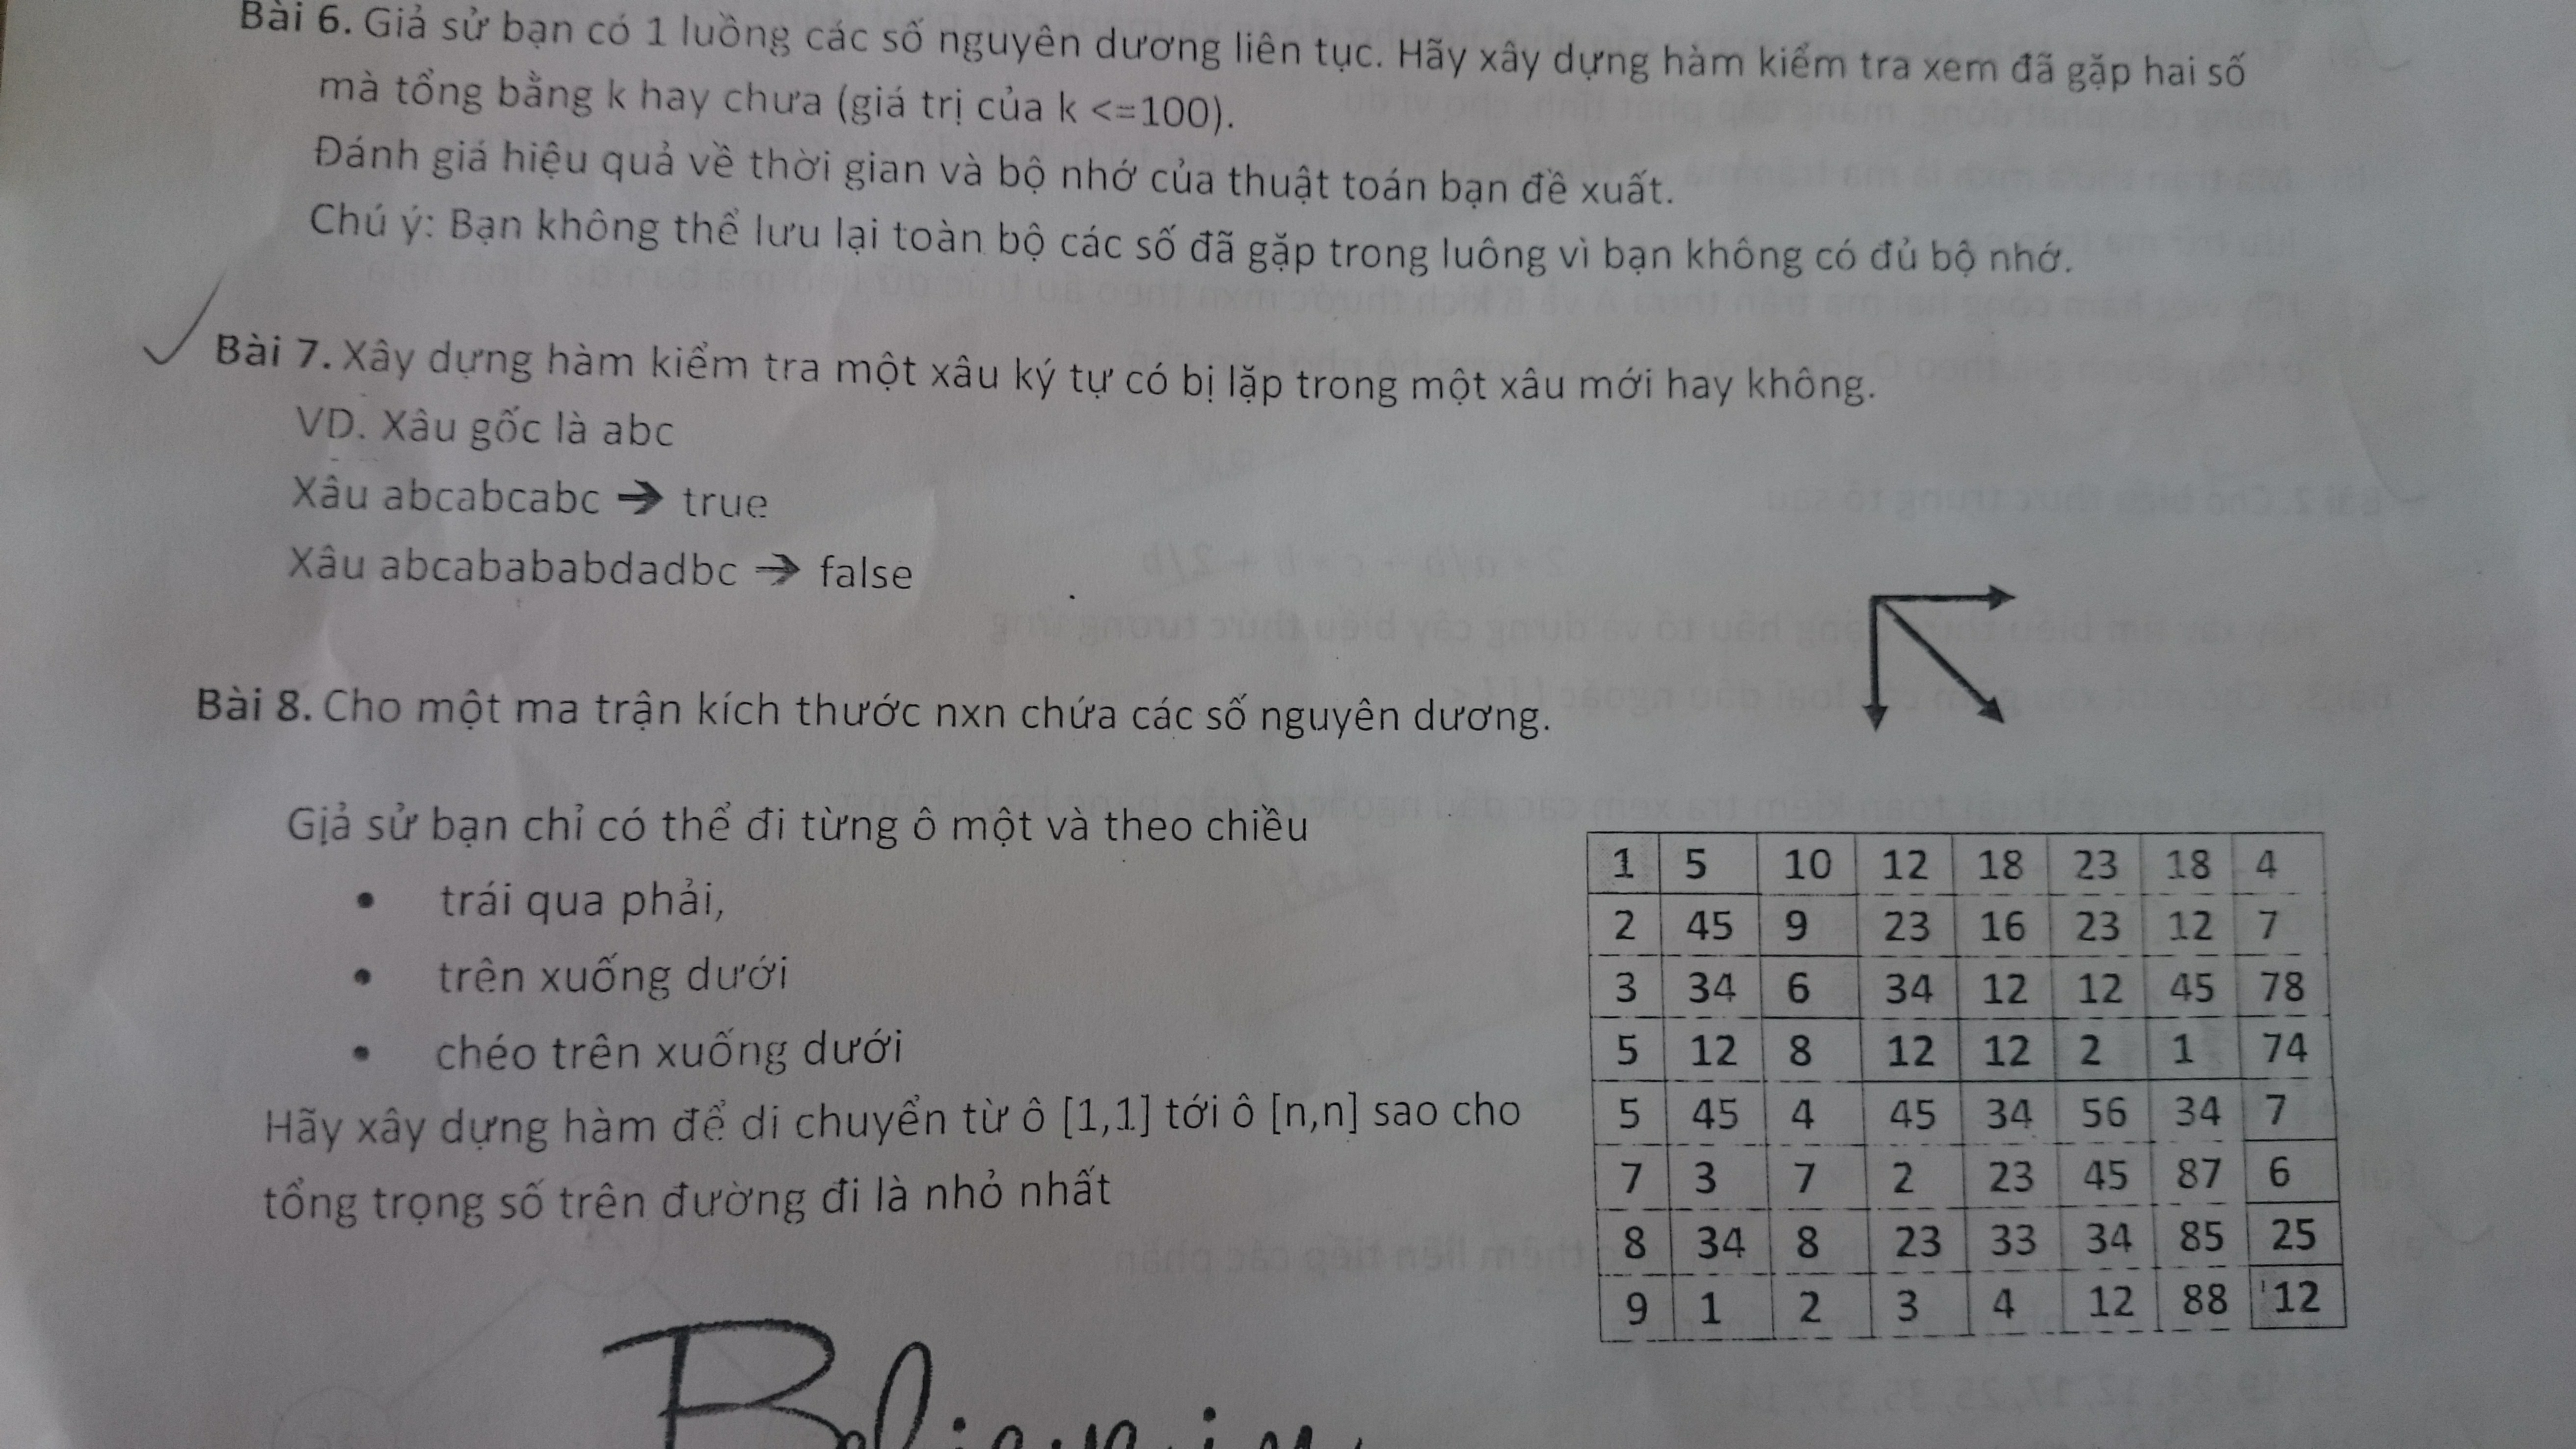 Bài 6. Giả sử bạn có 1 luồng các số nguyên dương liên tục. Hãy xây dựng hàm kiểm tra xem đã gặp hai số
mà tổng bằng k hay chưa (giá trị của k <=100).
Đánh giá hiệu quả về thời gian và bộ nhớ của thuật toán bạn đề xuất.
Chú ý: Bạn không thể lưu lại toàn bộ các số đã gặp trong luông vì bạn không có đủ bộ nhớ.
Bài 7. Xây dựng hàm kiểm tra một xâu ký tự có bị lặp trong một xâu mới hay không.
VD. Xâu gốc là abc
Xâu abcabcabc → true
Xâu abcabababdadbc → false
Bài 8. Cho một ma trận kích thước nxn chứa các số nguyên dương.
Giả sử bạn chỉ có thể đi từng ô một và theo chiều
• trái qua phải,
• trên xuống dưới
• chéo trên xuống dưới
Hãy xây dựng hàm để di chuyển từ ô [1,1] tới ô [n,n] sao cho
tổng trọng số trên đường đi là nhỏ nhất
1 5 10 12 18 23 18 4
2 45 9 23 16 23 12 7
3 34 6 34 12 12 45 78
5 12 8 12 12 2 1 74
5 45 4 45 34 56 34 7
7 3 7 2 23 45 87 6
8 34 8 23 33 34 85 25
9 1 2 3 4 12 88 12